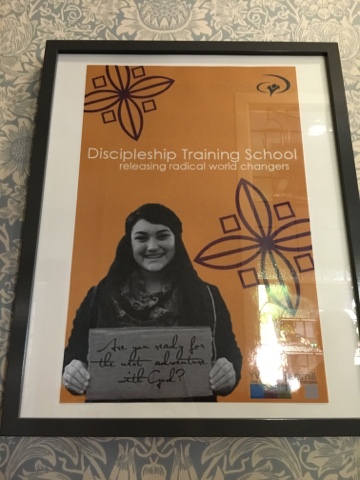 Discipleship Training School
releasing radical world changers
Are you ready for
the next adventure
with God?